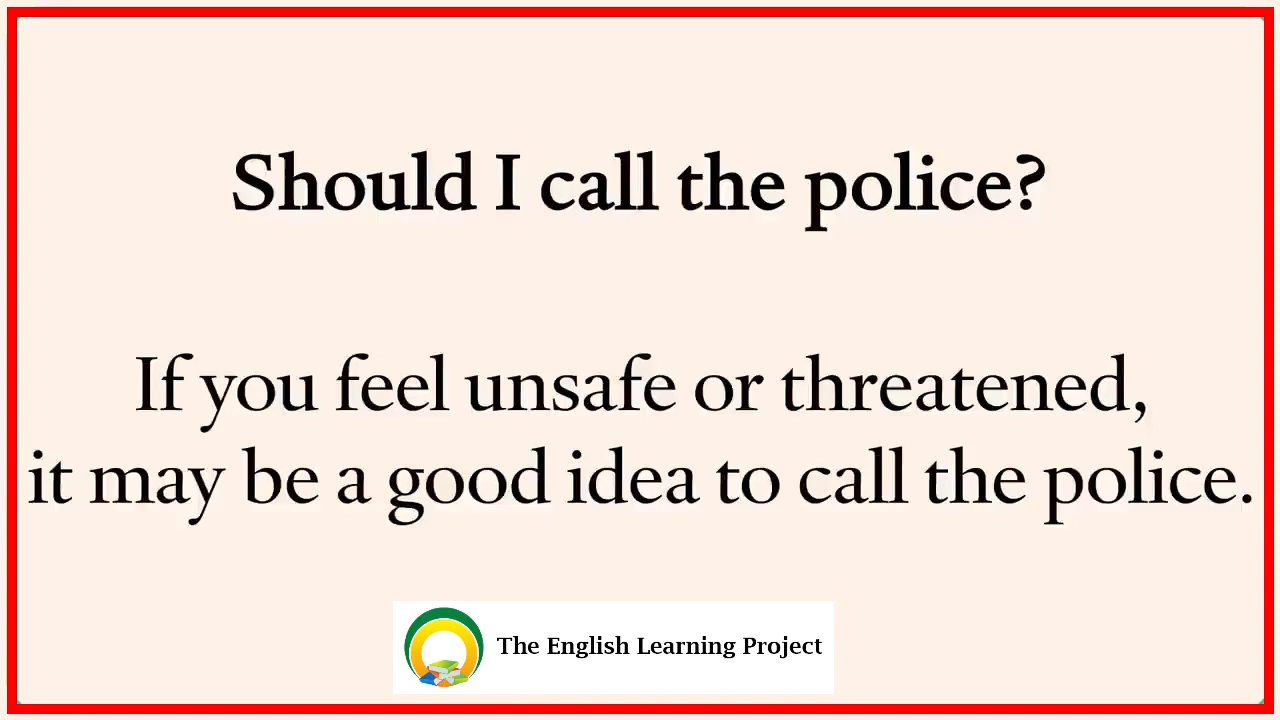 Should I call the police?
If you feel unsafe or threatened,
it may be a good idea to call the police.
The English Learning Project